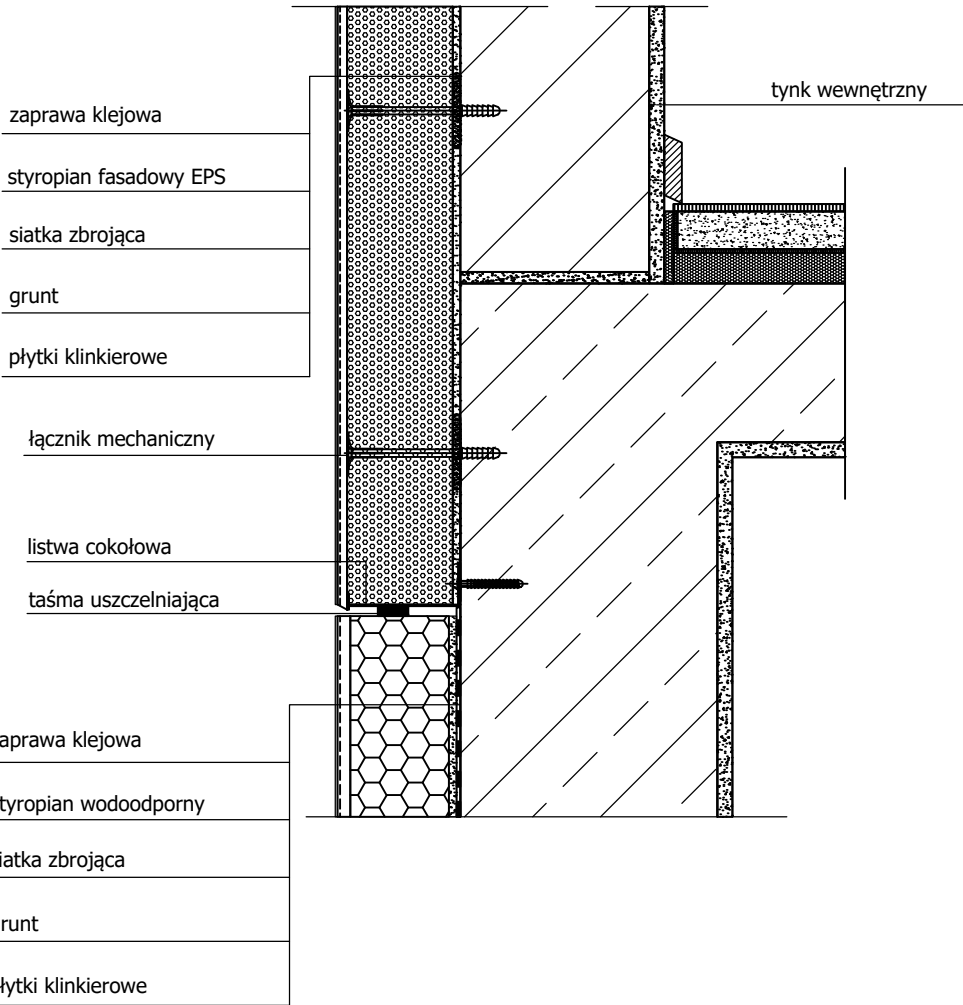 zaprawa klejowa
tynk wewnętrzny
styropian fasadowy EPS
siatka zbrojąca
grunt
płytki klinkierowe
łącznik mechaniczny
listwa cokołowa
taśma uszczelniająca
aprawa klejowa
tyropian wodoodporny
iatka zbrojąca
runt
łytki klinkierowe